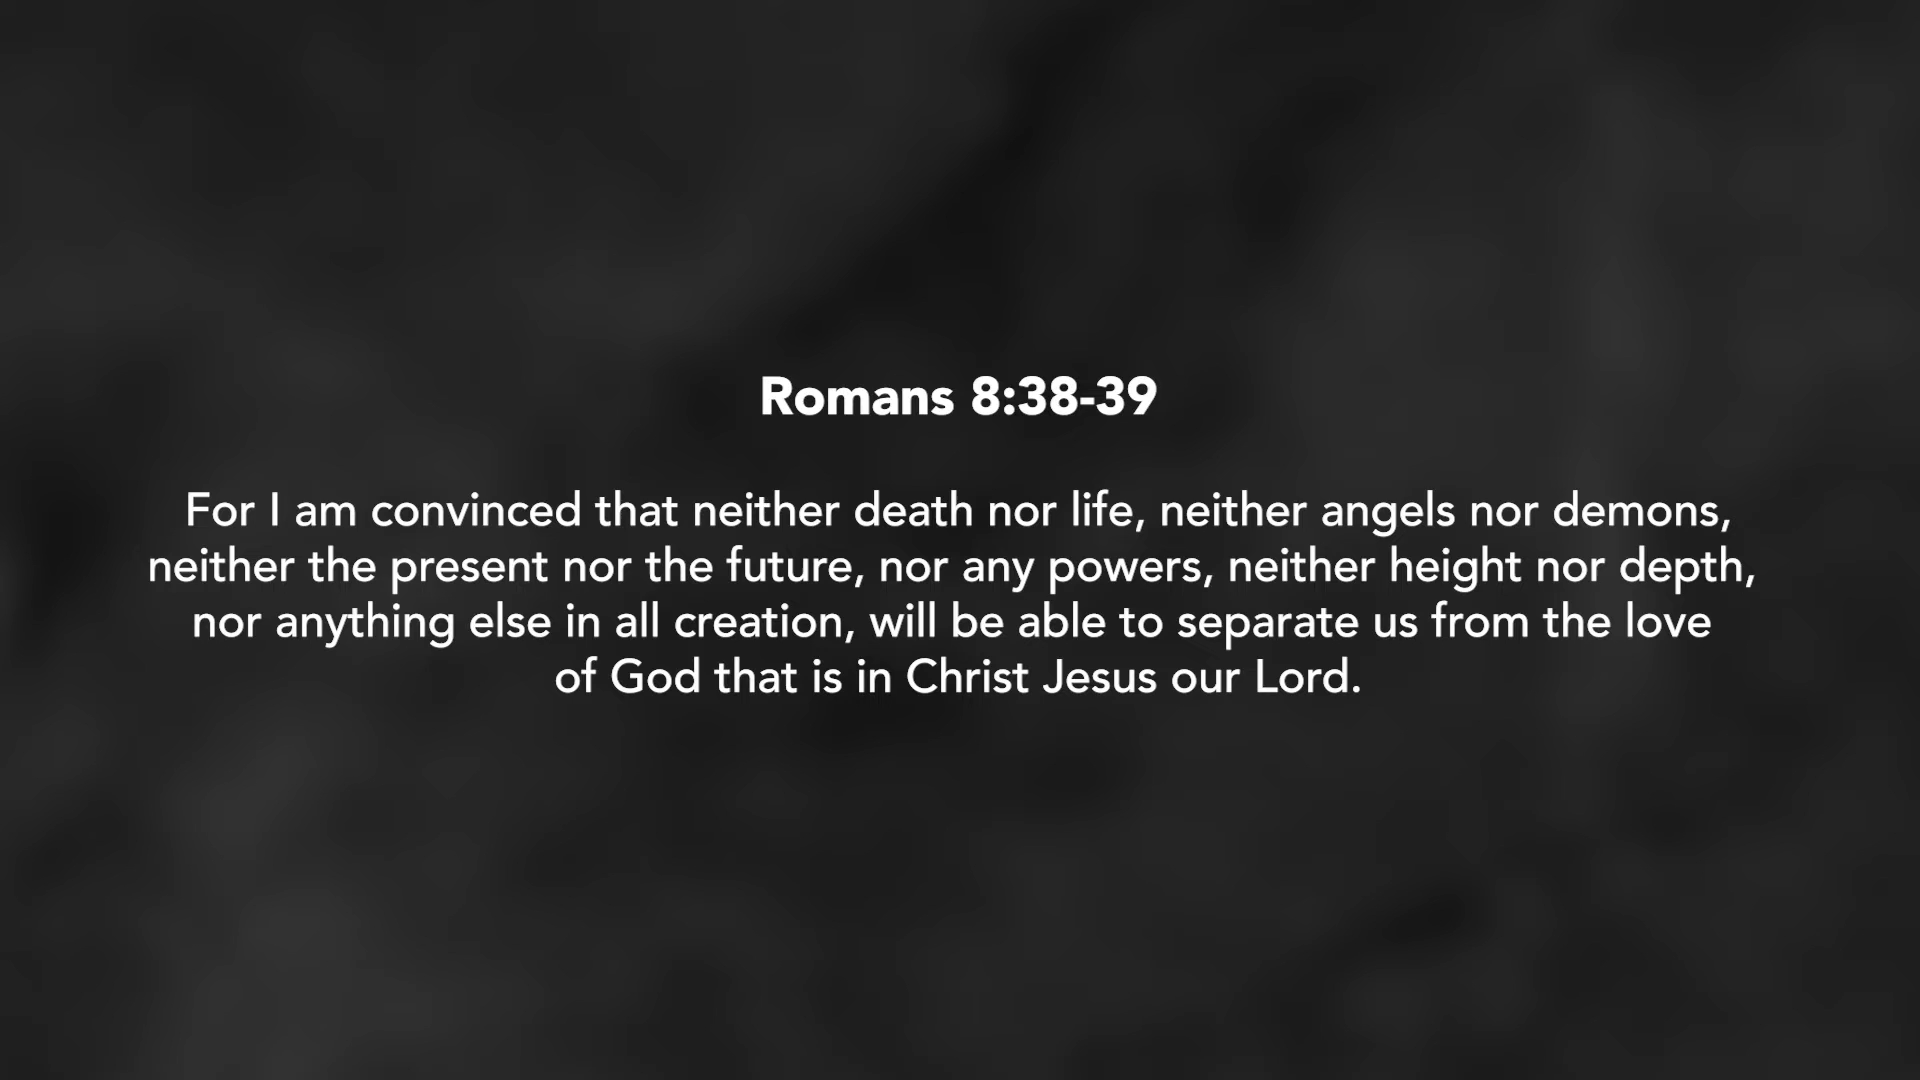 Romans 8:38-39
For I am convinced that neither death nor life, neither angels nor demons,
neither the present nor the future, nor any powers, neither height nor depth,
nor anything else in all creation, will be able to separate us from the love
of God that is in Christ Jesus our Lord.